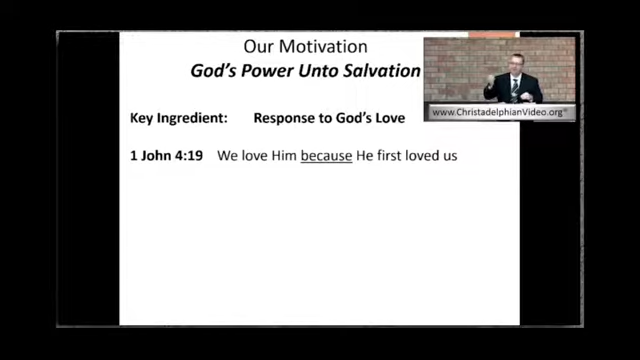 Our Motivation
God's Power Unto Salvation
www.ChristadelphianVideo.org
Key Ingredient: Response to God's Love
1 John 4:19 We love Him because He first loved us